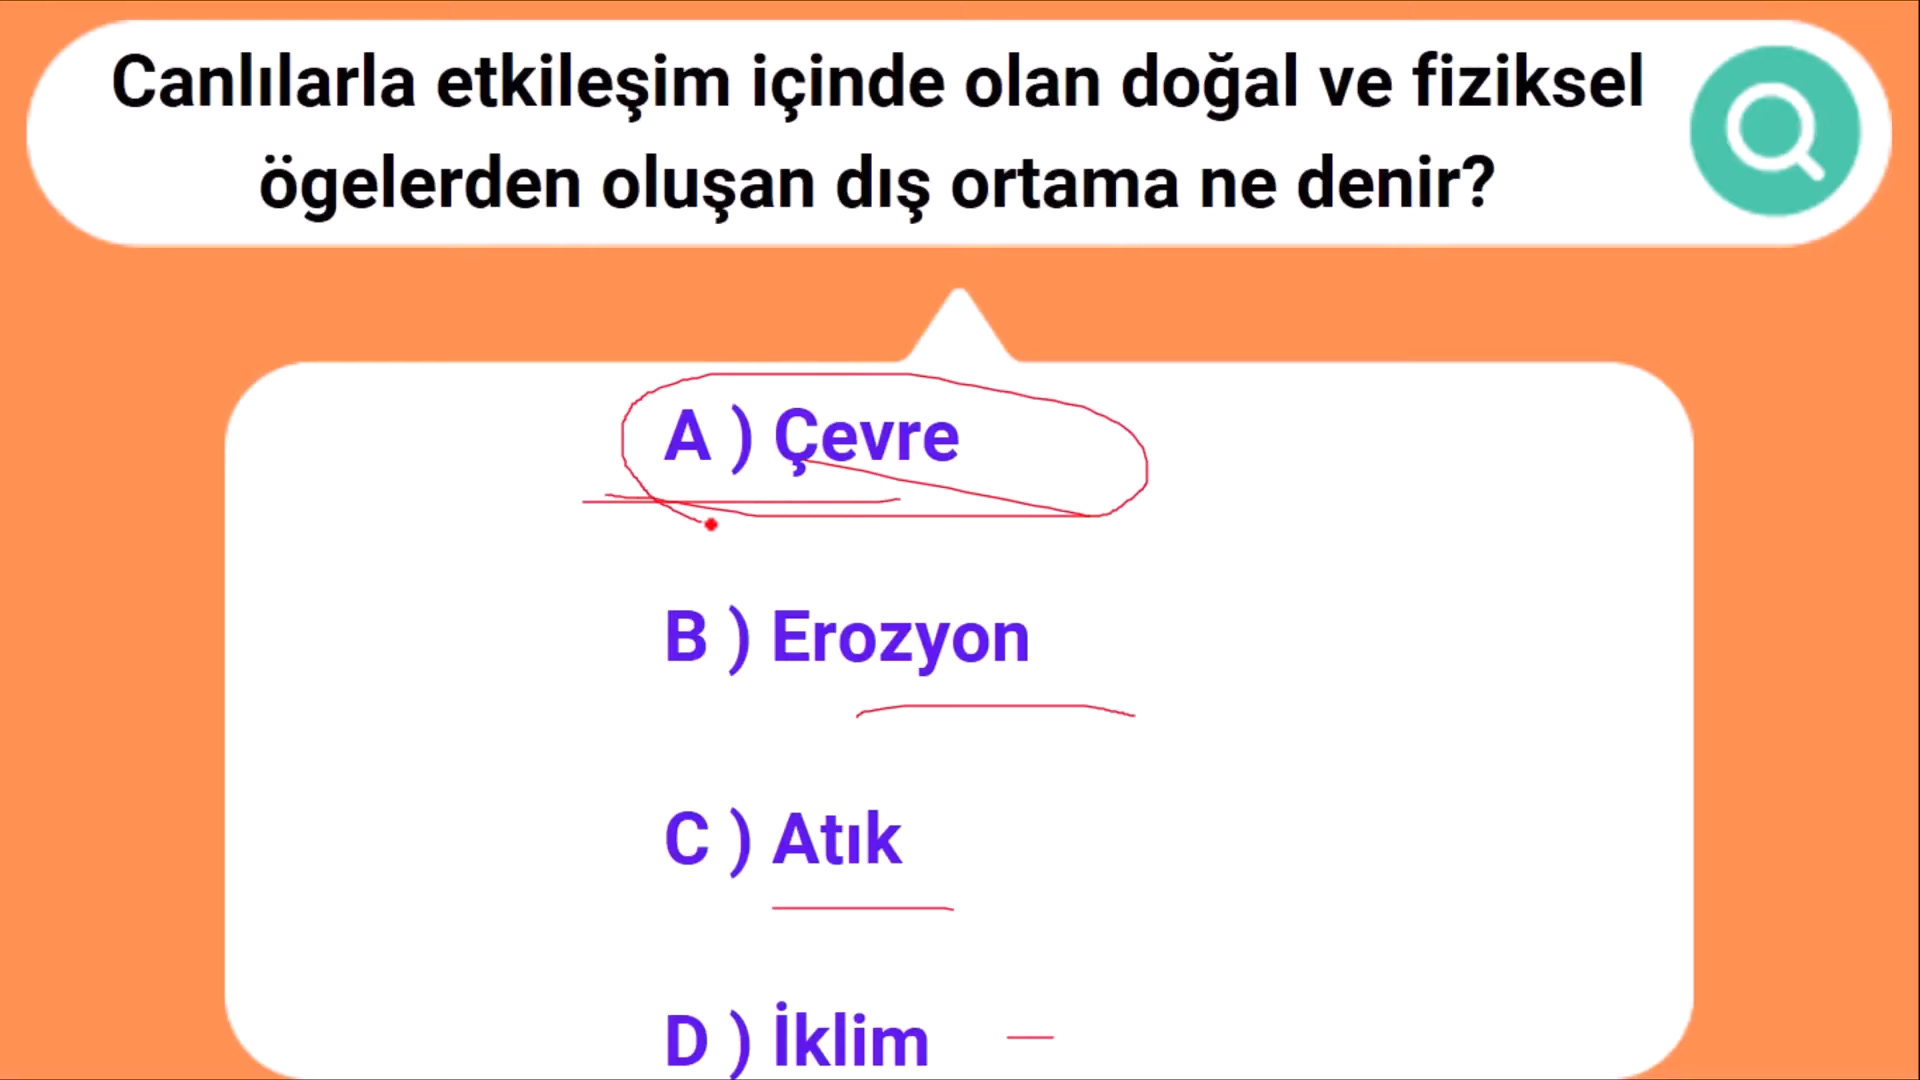 Canlılarla etkileşim içinde olan doğal ve fiziksel
ögelerden oluşan dış ortama ne denir?
A ) Çevre
B ) Erozyon
C ) Atık
D ) İklim